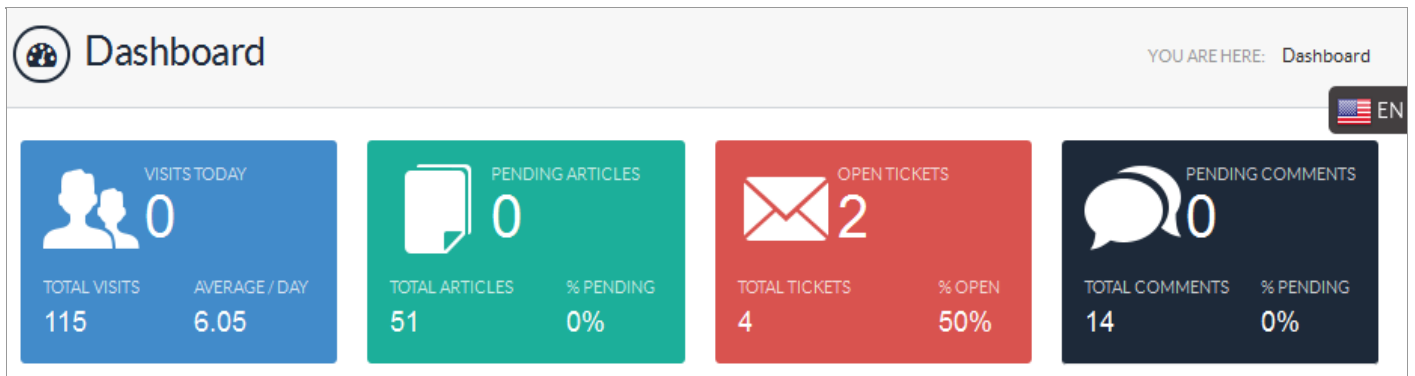 Dashboard
YOU ARE HERE: Dashboard
EN
VISITS TODAY
0
TOTAL VISITS AVERAGE / DAY
115 6.05
PENDING ARTICLES
0
TOTAL ARTICLES % PENDING
51 0%
OPEN TICKETS
2
TOTAL TICKETS % OPEN
4 50%
PENDING COMMENTS
0
TOTAL COMMENTS % PENDING
14 0%